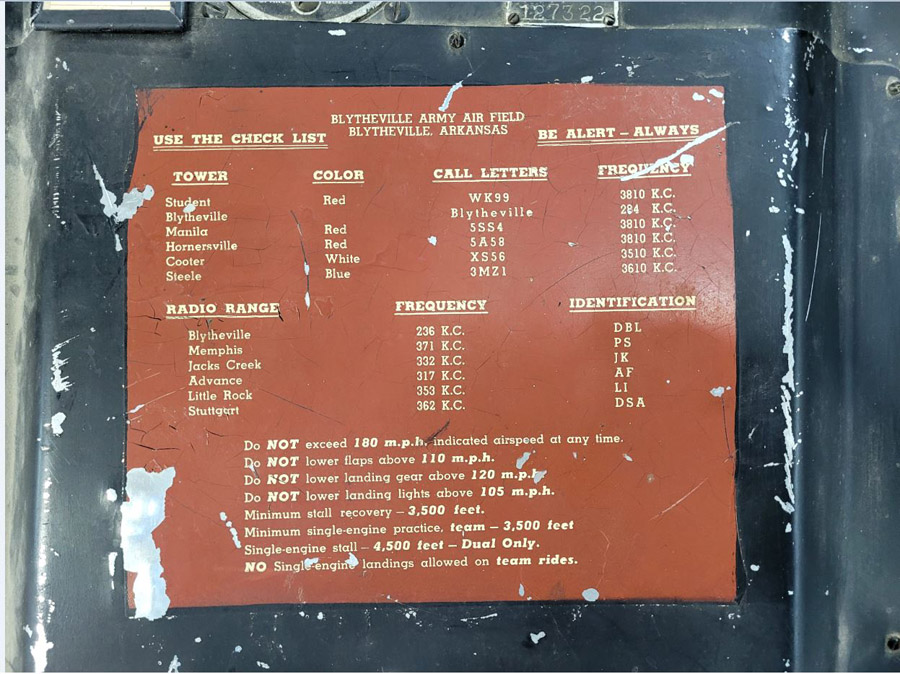 127322
BLYTHEVILLE ARMY AIR FIELD
BLYTHEVILLE. ARKANSAS
USE THE CHECK LIST
BE ALERT – ALWAYS
TOWER COLOR CALL LETTERS FREQUENCY
Student Red WK99 3810 K.C.
Blytheville Blytheville 284 K.C.
Manila Red 5SS4 3810 K.C.
Hornersville Red 5A58 3810 K.C.
Cooter White XS56 3510 K.C.
Steele Blue 3MZ1 3610 K.C.
RADIO RANGE FREQUENCY IDENTIFICATION
Blytheville 236 K.C. DBL
Memphis 371 K.C. PS
Jacks Creek 332 K.C. JK
Advance 317 K.C. AF
Little Rock 353 K.C. LI
Stuttgart 362 K.C. DSA
Do NOT exceed 180 m.p.h. indicated airspeed at any time.
Do NOT lower flaps above 110 m.p.h.
Do NOT lower landing gear above 120 m.p.h.
Do NOT lower landing lights above 105 m.p.h.
Minimum stall recovery – 3,500 feet.
Minimum single-engine practice, team – 3,500 feet
Single-engine stall – 4,500 feet – Dual Only.
NO Single-engine landings allowed on team rides.